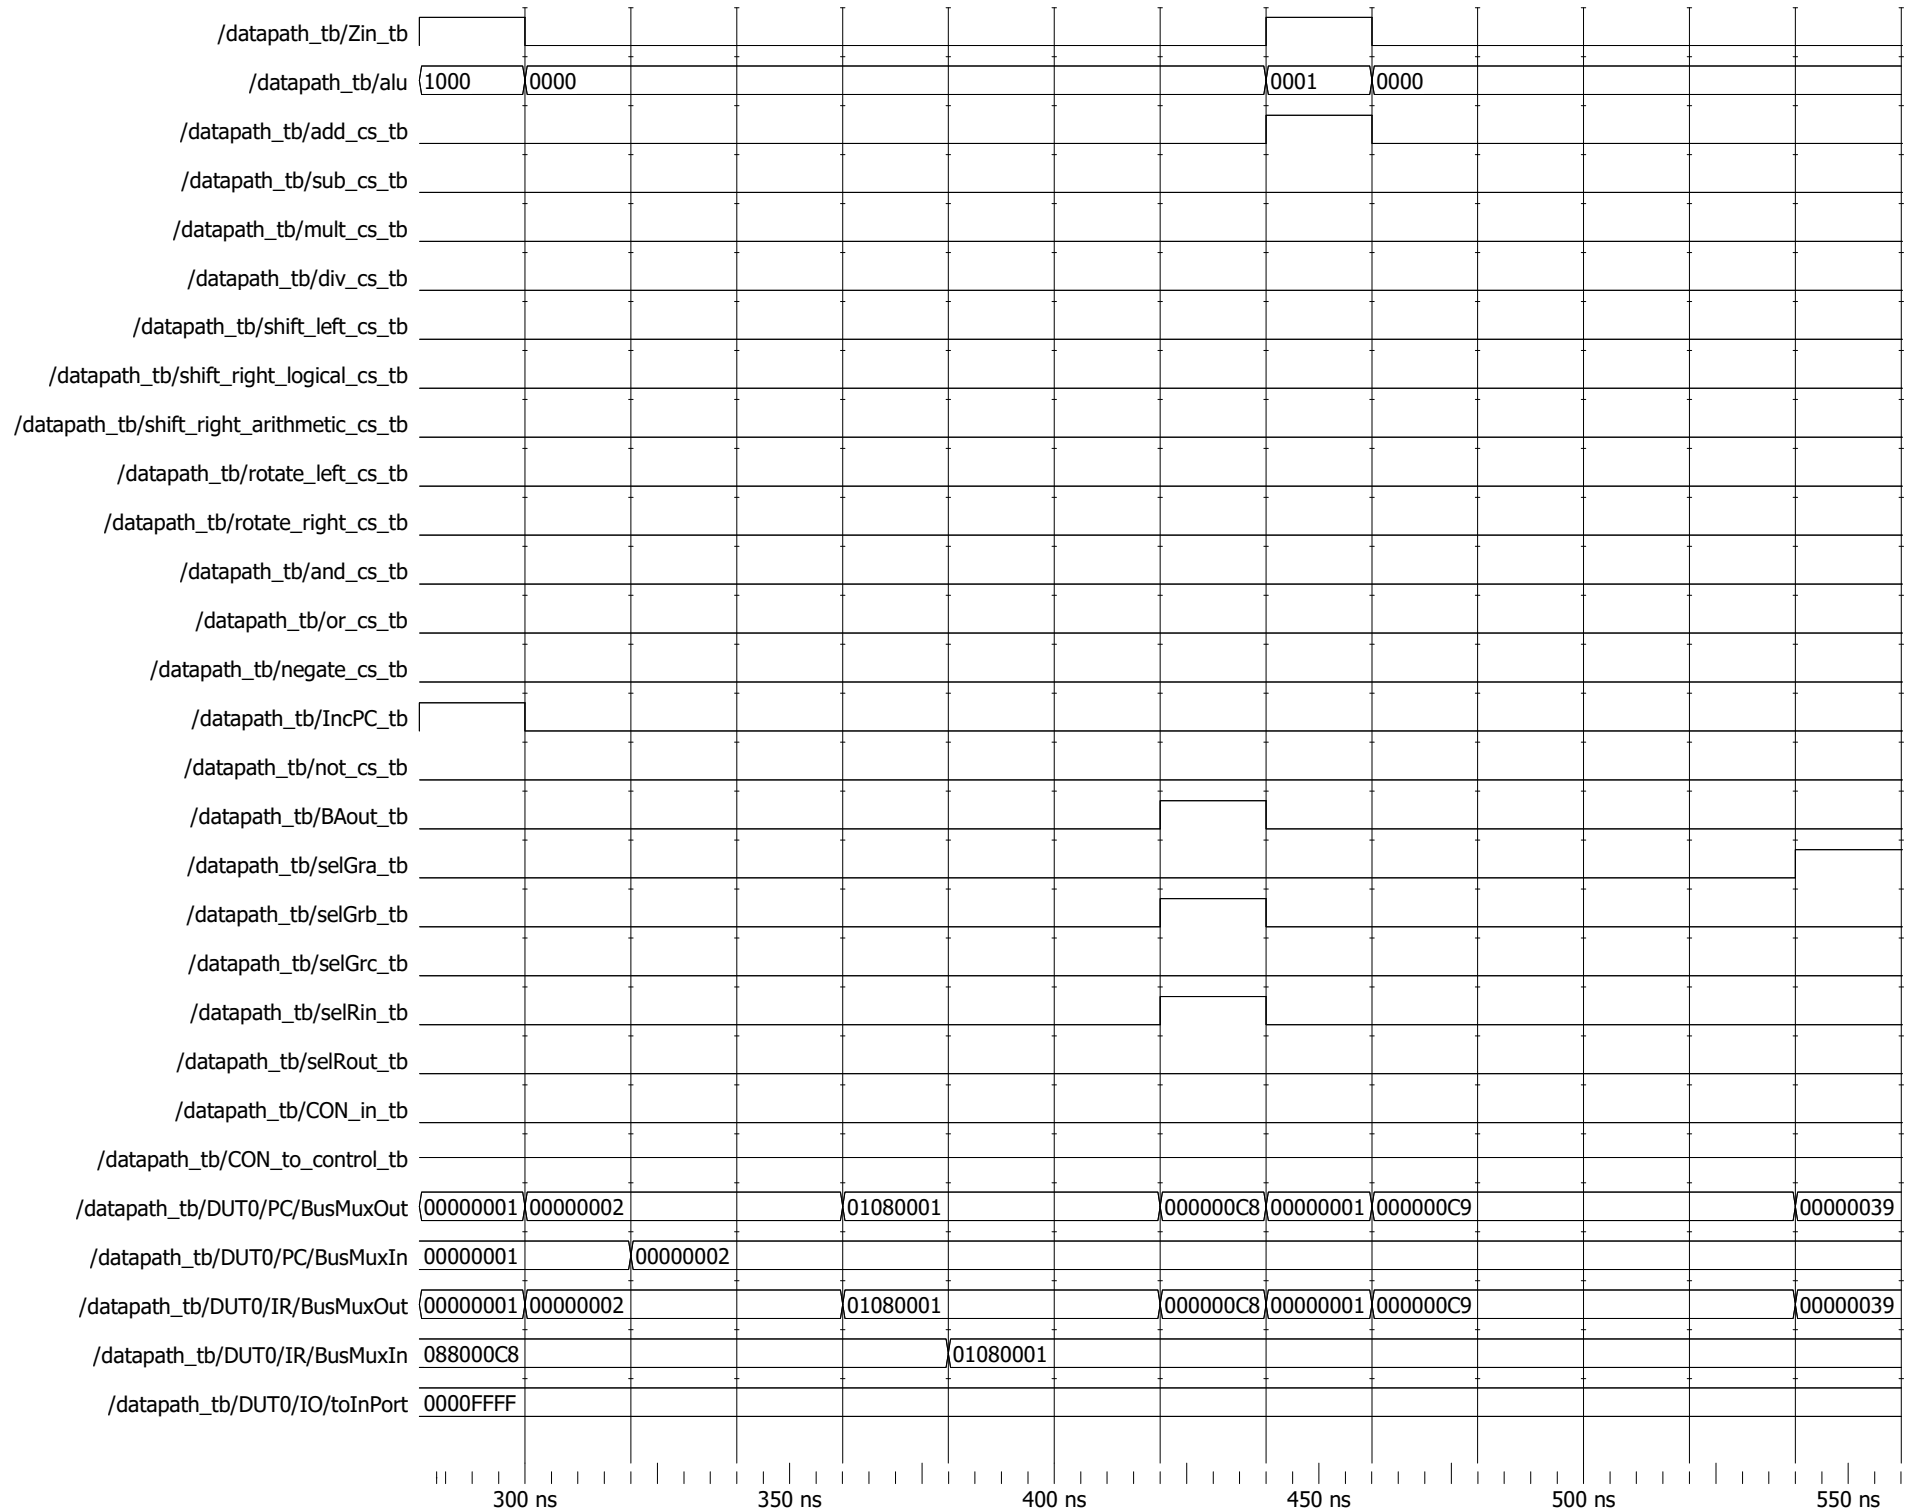 /datapath_tb/Zin_tb
/datapath_tb/alu 1000 0000 0001 0000
/datapath_tb/add_cs_tb
/datapath_tb/sub_cs_tb
/datapath_tb/mult_cs_tb
/datapath_tb/div_cs_tb
/datapath_tb/shift_left_cs_tb
/datapath_tb/shift_right_logical_cs_tb
/datapath_tb/shift_right_arithmetic_cs_tb
/datapath_tb/rotate_left_cs_tb
/datapath_tb/rotate_right_cs_tb
/datapath_tb/and_cs_tb
/datapath_tb/or_cs_tb
/datapath_tb/negate_cs_tb
/datapath_tb/IncPC_tb
/datapath_tb/not_cs_tb
/datapath_tb/BAout_tb
/datapath_tb/selGra_tb
/datapath_tb/selGrb_tb
/datapath_tb/selGrc_tb
/datapath_tb/selRin_tb
/datapath_tb/selRout_tb
/datapath_tb/CON_in_tb
/datapath_tb/CON_to_control_tb
/datapath_tb/DUT0/PC/BusMuxOut 00000001 00000002 01080001 000000C8 00000001 000000C9 00000039
/datapath_tb/DUT0/PC/BusMuxIn 00000001 00000002
/datapath_tb/DUT0/IR/BusMuxOut 00000001 00000002 01080001 000000C8 00000001 000000C9 00000039
/datapath_tb/DUT0/IR/BusMuxIn 088000C8 01080001
/datapath_tb/DUT0/IO/toInPort 0000FFFF
300 ns 350 ns 400 ns 450 ns 500 ns 550 ns